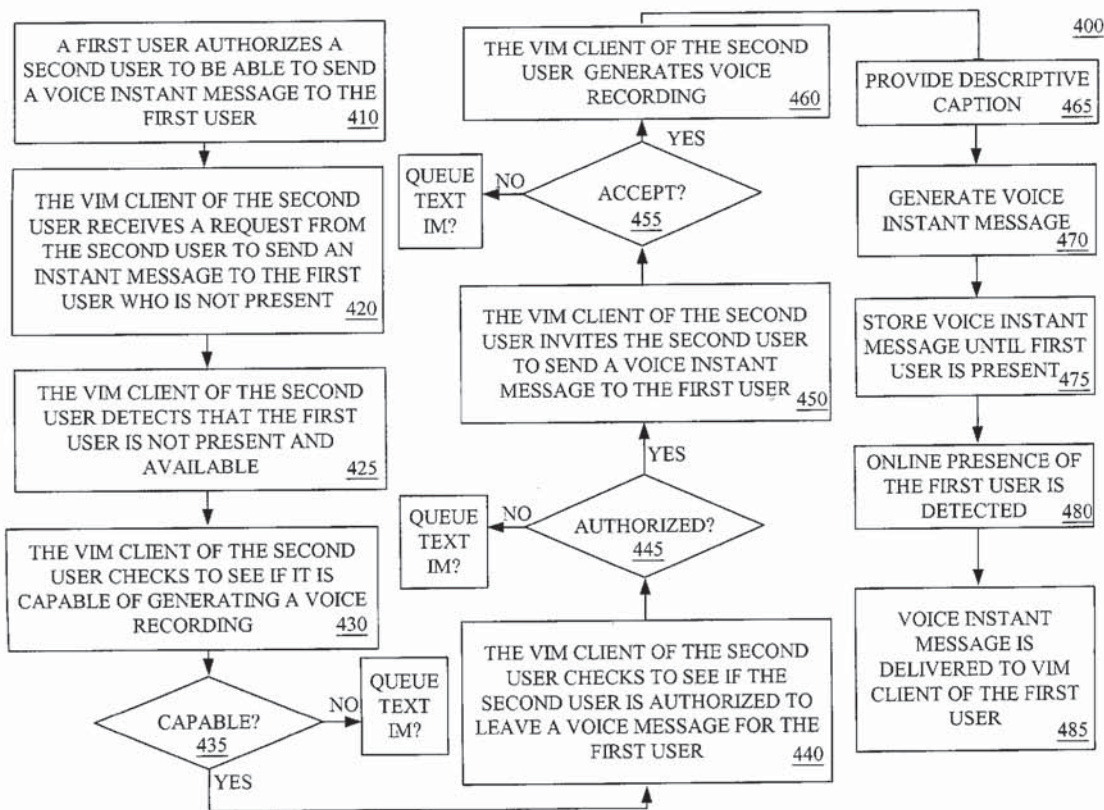 400
A FIRST USER AUTHORIZES A
SECOND USER TO BE ABLE TO SEND
A VOICE INSTANT MESSAGE TO THE
FIRST USER 410
THE VIM CLIENT OF THE SECOND
USER RECEIVES A REQUEST FROM
THE SECOND USER TO SEND AN
INSTANT MESSAGE TO THE FIRST
USER WHO IS NOT PRESENT 420
THE VIM CLIENT OF THE SECOND
USER DETECTS THAT THE FIRST
USER IS NOT PRESENT AND
AVAILABLE 425
THE VIM CLIENT OF THE SECOND
USER CHECKS TO SEE IF IT IS
CAPABLE OF GENERATING A VOICE
RECORDING 430
CAPABLE?
435
NO
QUEUE
TEXT
IM?
YES
THE VIM CLIENT OF THE SECOND
USER CHECKS TO SEE IF THE
SECOND USER IS AUTHORIZED TO
LEAVE A VOICE MESSAGE FOR THE
FIRST USER 440
AUTHORIZED?
445
NO
QUEUE
TEXT
IM?
YES
THE VIM CLIENT OF THE SECOND
USER INVITES THE SECOND USER
TO SEND A VOICE INSTANT
MESSAGE TO THE FIRST USER 450
ACCEPT?
455
NO
QUEUE
TEXT
IM?
YES
THE VIM CLIENT OF THE SECOND
USER GENERATES VOICE
RECORDING 460
PROVIDE DESCRIPTIVE
CAPTION 465
GENERATE VOICE
INSTANT MESSAGE 470
STORE VOICE INSTANT
MESSAGE UNTIL FIRST
USER IS PRESENT 475
ONLINE PRESENCE OF
THE FIRST USER IS
DETECTED 480
VOICE INSTANT
MESSAGE IS
DELIVERED TO VIM
CLIENT OF THE FIRST
USER 485